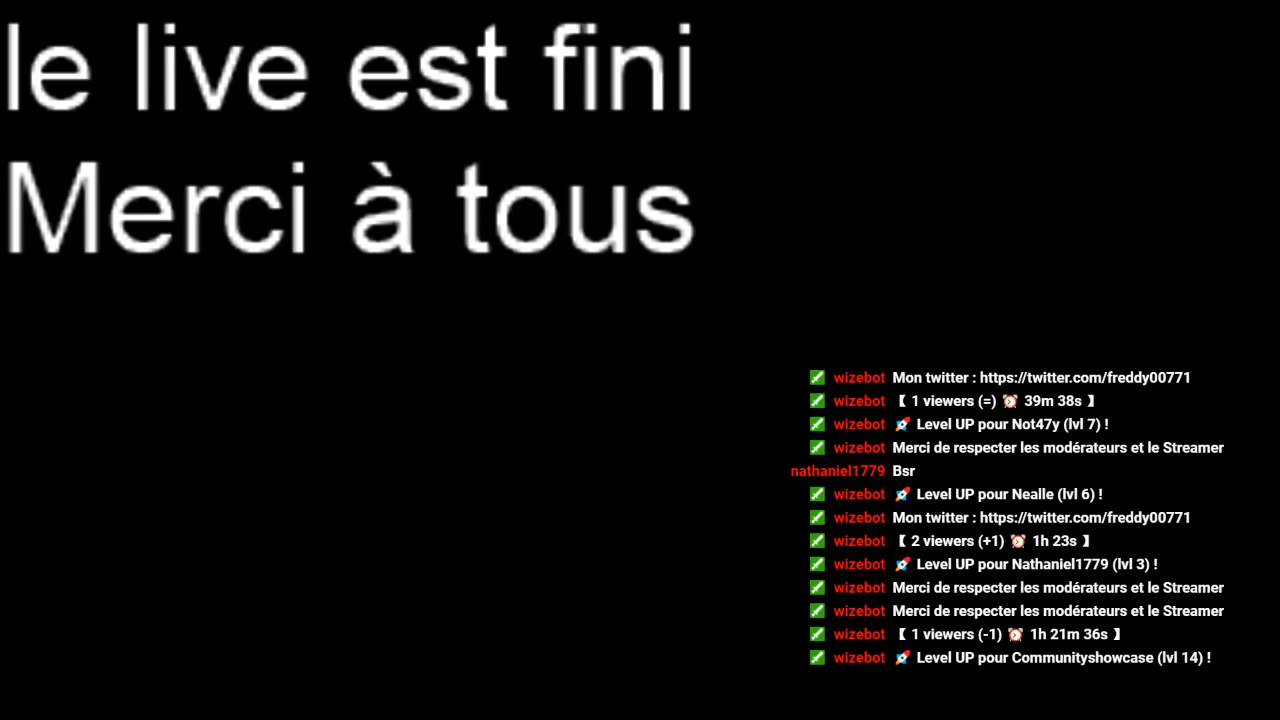 le live est fini
Merci à tous
wizebot Mon twitter : https://twitter.com/freddy00771
wizebot 【 1 viewers (=) ⏰ 39m 38s 】
wizebot 🚀 Level UP pour Not47y (lvl 7) !
wizebot Merci de respecter les modérateurs et le Streamer
nathaniel1779 Bsr
wizebot 🚀 Level UP pour Nealle (lvl 6) !
wizebot Mon twitter : https://twitter.com/freddy00771
wizebot 【 2 viewers (+1) ⏰ 1h 23s 】
wizebot 🚀 Level UP pour Nathaniel1779 (lvl 3) !
wizebot Merci de respecter les modérateurs et le Streamer
wizebot Merci de respecter les modérateurs et le Streamer
wizebot 【 1 viewers (-1) ⏰ 1h 21m 36s 】
wizebot 🚀 Level UP pour Communityshowcase (lvl 14) !